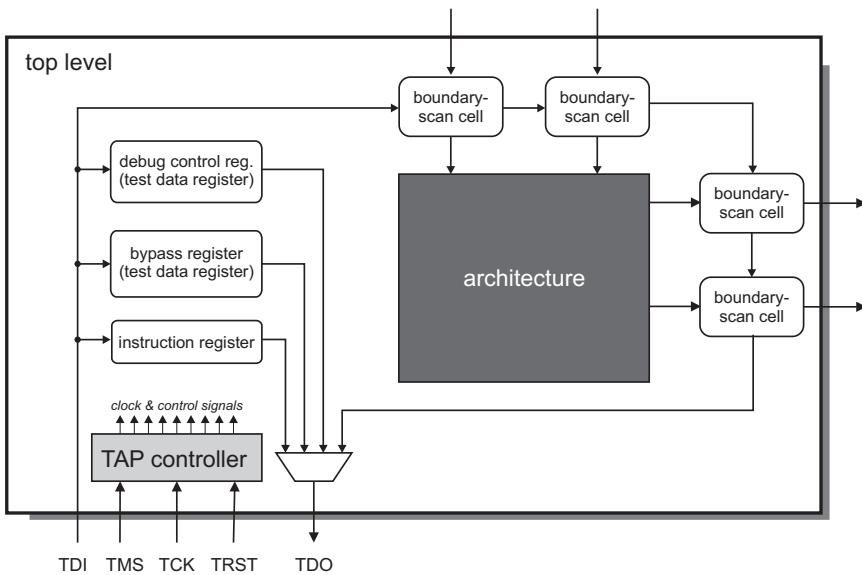 top level
boundary-
scan cell
boundary-
scan cell
debug control reg.
(test data register)
boundary-
scan cell
bypass register
(test data register)
architecture
boundary-
scan cell
instruction register
clock & control signals
TAP controller
TDI TMS TCK TRST TDO